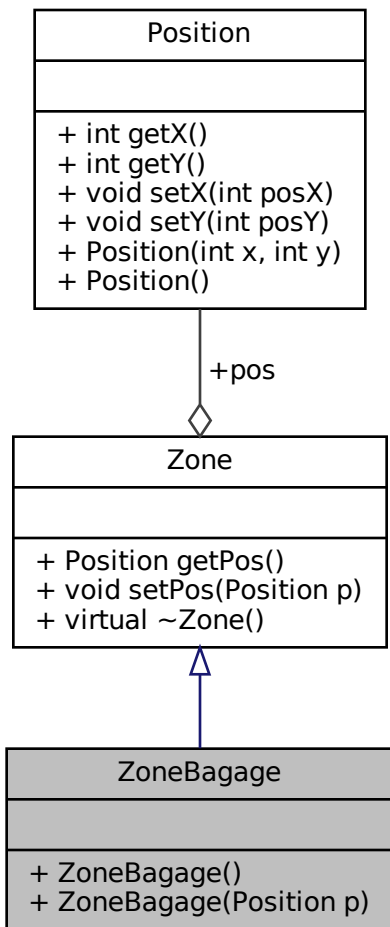 Position
+ int getX()
+ int getY()
+ void setX(int posX)
+ void setY(int posY)
+ Position(int x, int y)
+ Position()
+pos
Zone
+ Position getPos()
+ void setPos(Position p)
+ virtual ~Zone()
ZoneBagage
+ ZoneBagage()
+ ZoneBagage(Position p)